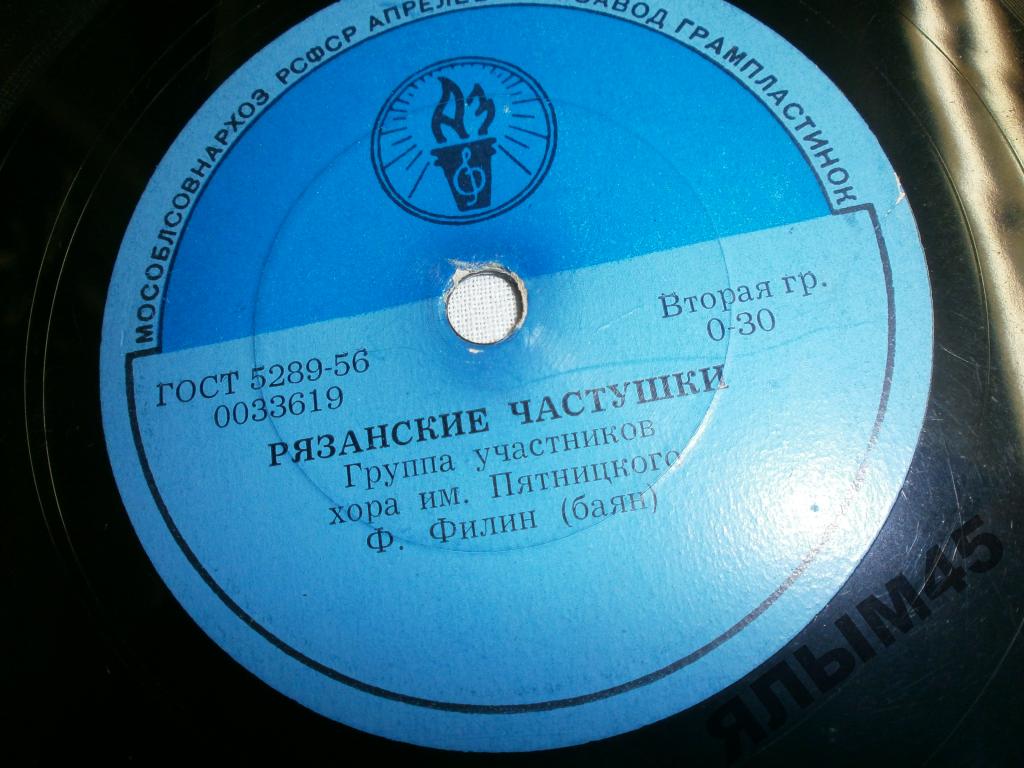 МОСОБЛСОВНАРХОЗ РСФСР ЗАВОД ГРАМПЛАСТИНОК
АЗ
ГОСТ 5289-56
0033619
Вторая гр.
0-30
РЯЗАНСКИЕ ЧАСТУШКИ
Группа участников
хора им. Пятницкого
Ф. Филин (баян)
ЯЛЫМ45